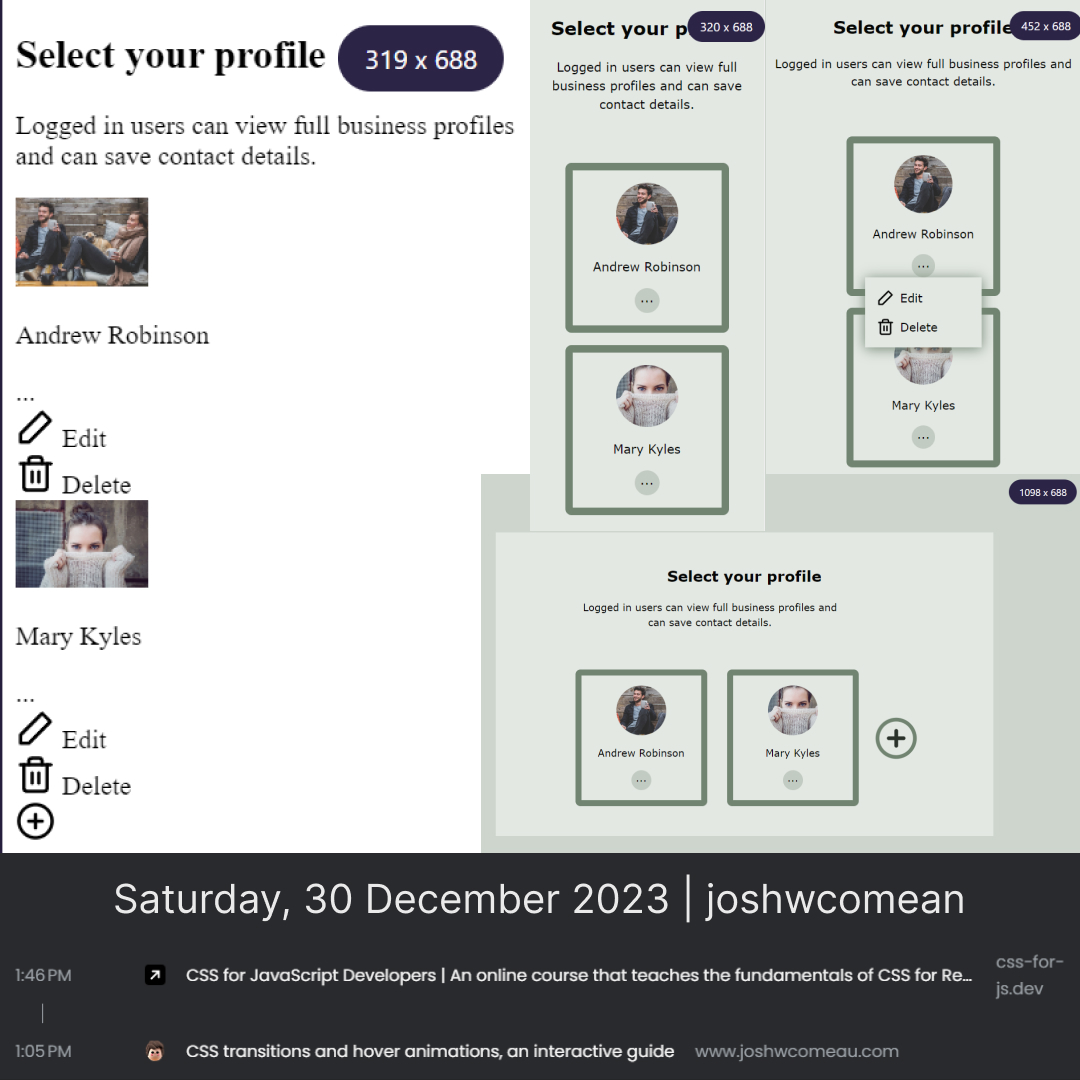 Select your profile
319 x 688
Logged in users can view full business profiles
and can save contact details.
Andrew Robinson
...
Edit
Delete
Mary Kyles
...
Edit
Delete
Select your p
320 x 688
Logged in users can view full
business profiles and can save
contact details.
Andrew Robinson
...
Mary Kyles
...
Select your profile
452 x 688
Logged in users can view full business profiles and
can save contact details.
Andrew Robinson
...
Edit
Delete
Mary Kyles
...
1098 x 688
Select your profile
Logged in users can view full business profiles and
can save contact details.
Andrew Robinson
...
Mary Kyles
...
Saturday, 30 December 2023 | joshwcomean
1:46 PM
CSS for JavaScript Developers | An online course that teaches the fundamentals of CSS for Re...
css-for-
js.dev
1:05 PM
CSS transitions and hover animations, an interactive guide
www.joshwcomeau.com